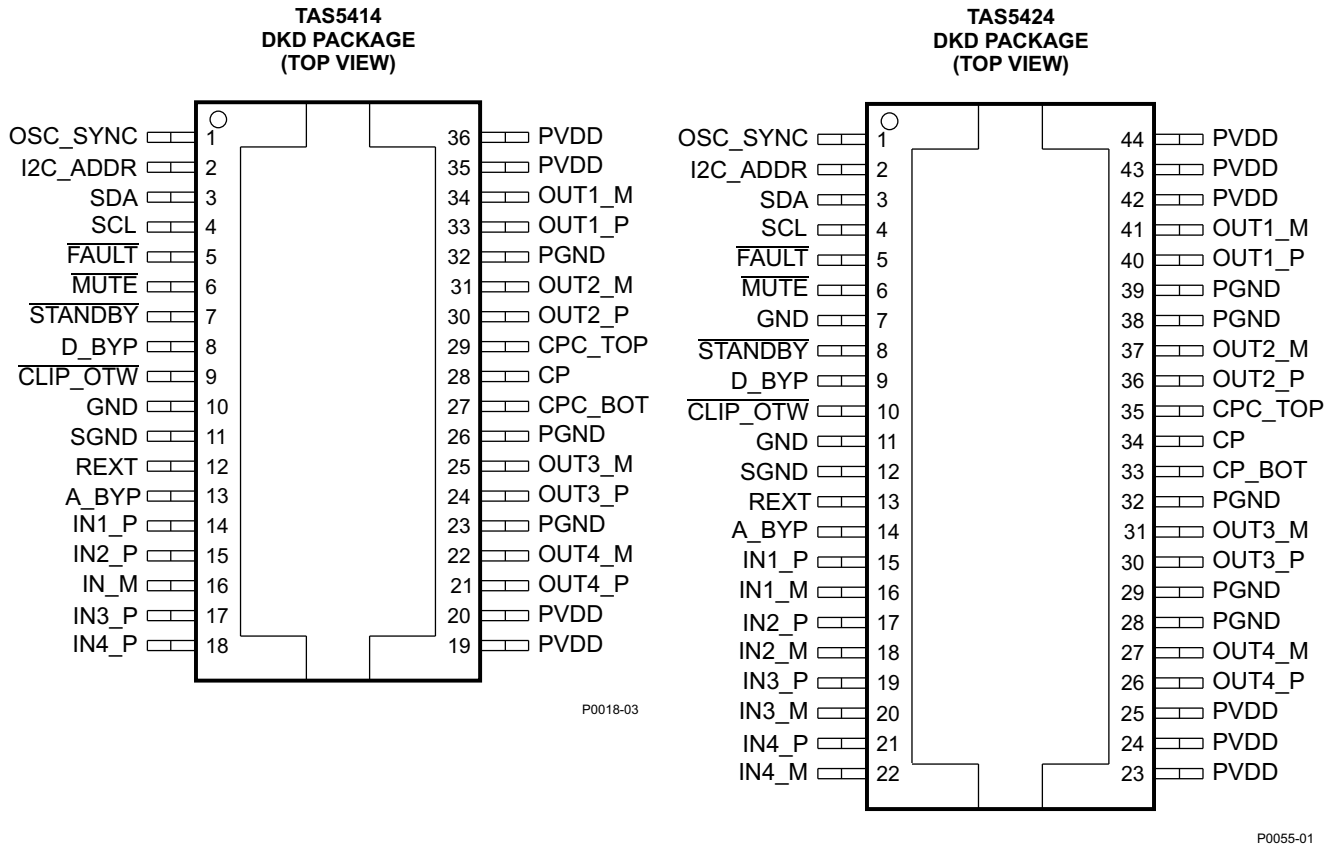 TAS5414
DKD PACKAGE
(TOP VIEW)
OSC_SYNC 1 36 PVDD
I2C_ADDR 2 35 PVDD
SDA 3 34 OUT1_M
SCL 4 33 OUT1_P
FAULT 5 32 PGND
MUTE 6 31 OUT2_M
STANDBY 7 30 OUT2_P
D_BYP 8 29 CPC_TOP
CLIP_OTW 9 28 CP
GND 10 27 CPC_BOT
SGND 11 26 PGND
REXT 12 25 OUT3_M
A_BYP 13 24 OUT3_P
IN1_P 14 23 PGND
IN2_P 15 22 OUT4_M
IN_M 16 21 OUT4_P
IN3_P 17 20 PVDD
IN4_P 18 19 PVDD
P0018-03
TAS5424
DKD PACKAGE
(TOP VIEW)
OSC_SYNC 1 44 PVDD
I2C_ADDR 2 43 PVDD
SDA 3 42 PVDD
SCL 4 41 OUT1_M
FAULT 5 40 OUT1_P
MUTE 6 39 PGND
GND 7 38 PGND
STANDBY 8 37 OUT2_M
D_BYP 9 36 OUT2_P
CLIP_OTW 10 35 CPC_TOP
GND 11 34 CP
SGND 12 33 CP_BOT
REXT 13 32 PGND
A_BYP 14 31 OUT3_M
IN1_P 15 30 OUT3_P
IN1_M 16 29 PGND
IN2_P 17 28 PGND
IN2_M 18 27 OUT4_M
IN3_P 19 26 OUT4_P
IN3_M 20 25 PVDD
IN4_P 21 24 PVDD
IN4_M 22 23 PVDD
P0055-01